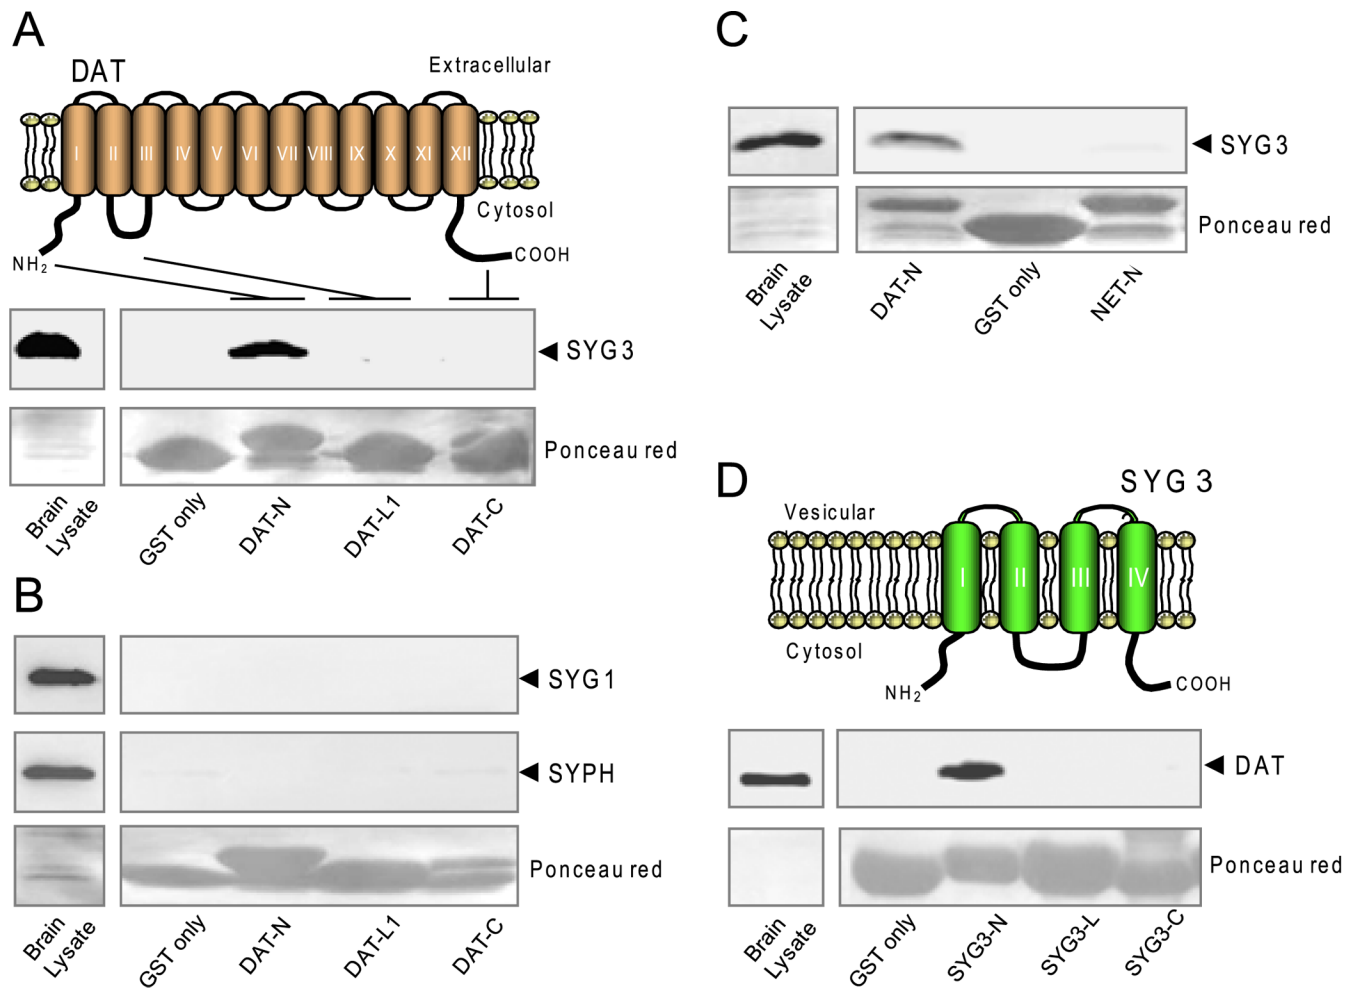 A
DAT
Extracellular
I II III IV V VI VII VIII IX X XI XII
Cytosol
NH2
COOH
SYG3
Ponceau red
Brain Lysate
GST only
DAT-N
DAT-L1
DAT-C
B
SYG1
SYPH
Ponceau red
Brain Lysate
GST only
DAT-N
DAT-L1
DAT-C
C
SYG3
Ponceau red
Brain Lysate
DAT-N
GST only
NET-N
D
SYG 3
Vesicular
I II III IV
Cytosol
NH2
COOH
DAT
Ponceau red
Brain Lysate
GST only
SYG3-N
SYG3-L
SYG3-C